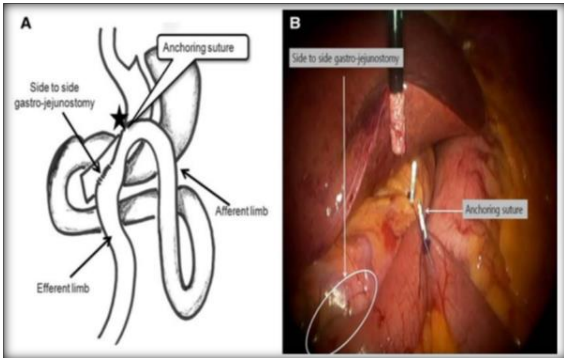 A
Anchoring suture
Side to side
gastro-jejunostomy
Afferent limb
Efferent limb
B
Side to side gastro-jejunostomy
Anchoring suture